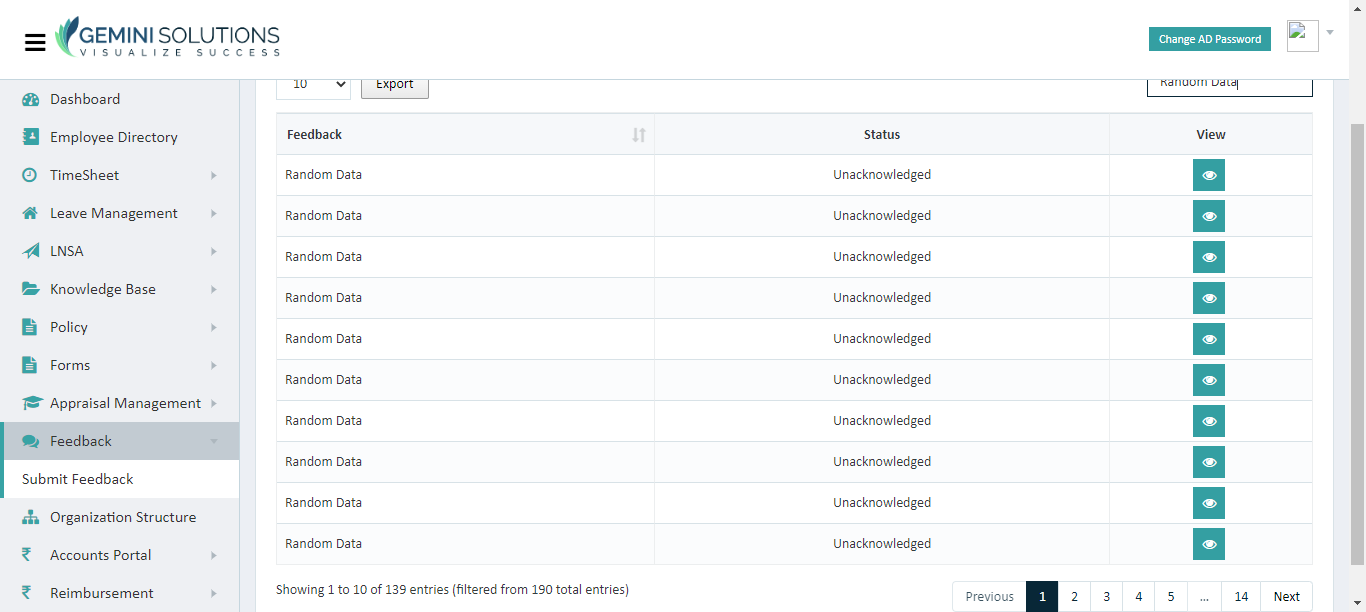 GEMINI SOLUTIONS
VISUALIZE SUCCESS
Change AD Password
Dashboard
Employee Directory
TimeSheet
Leave Management
LNSA
Knowledge Base
Policy
Forms
Appraisal Management
Feedback
Submit Feedback
Organization Structure
Accounts Portal
Reimbursement
10 Export Random Data
Feedback Status View
Random Data Unacknowledged
Random Data Unacknowledged
Random Data Unacknowledged
Random Data Unacknowledged
Random Data Unacknowledged
Random Data Unacknowledged
Random Data Unacknowledged
Random Data Unacknowledged
Random Data Unacknowledged
Random Data Unacknowledged
Showing 1 to 10 of 139 entries (filtered from 190 total entries)
Previous 1 2 3 4 5 ... 14 Next